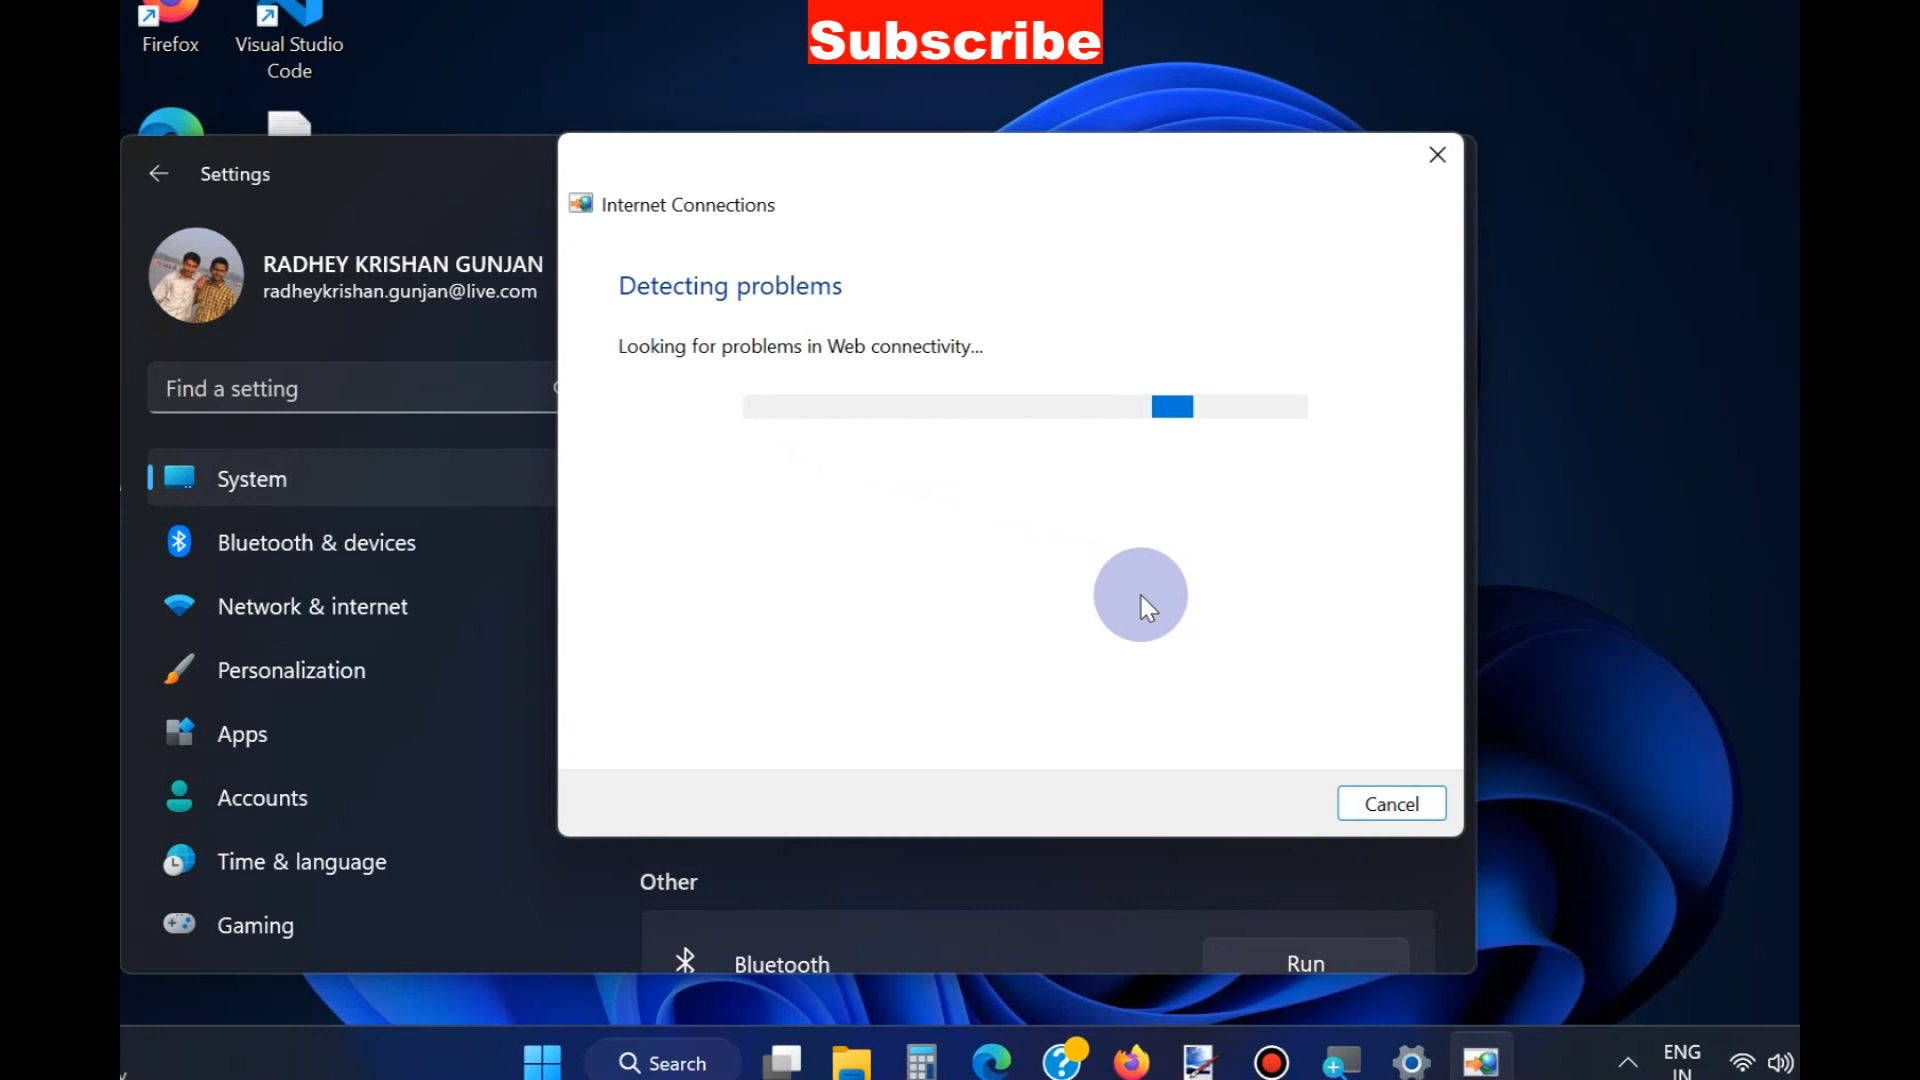 Subscribe
Firefox
Visual Studio
Code
Settings
RADHEY KRISHAN GUNJAN
radheykrishan.gunjan@live.com
Find a setting
System
Bluetooth & devices
Network & internet
Personalization
Apps
Accounts
Time & language
Gaming
Internet Connections
Detecting problems
Looking for problems in Web connectivity...
Cancel
Other
Bluetooth
Run
Search
ENG
IN